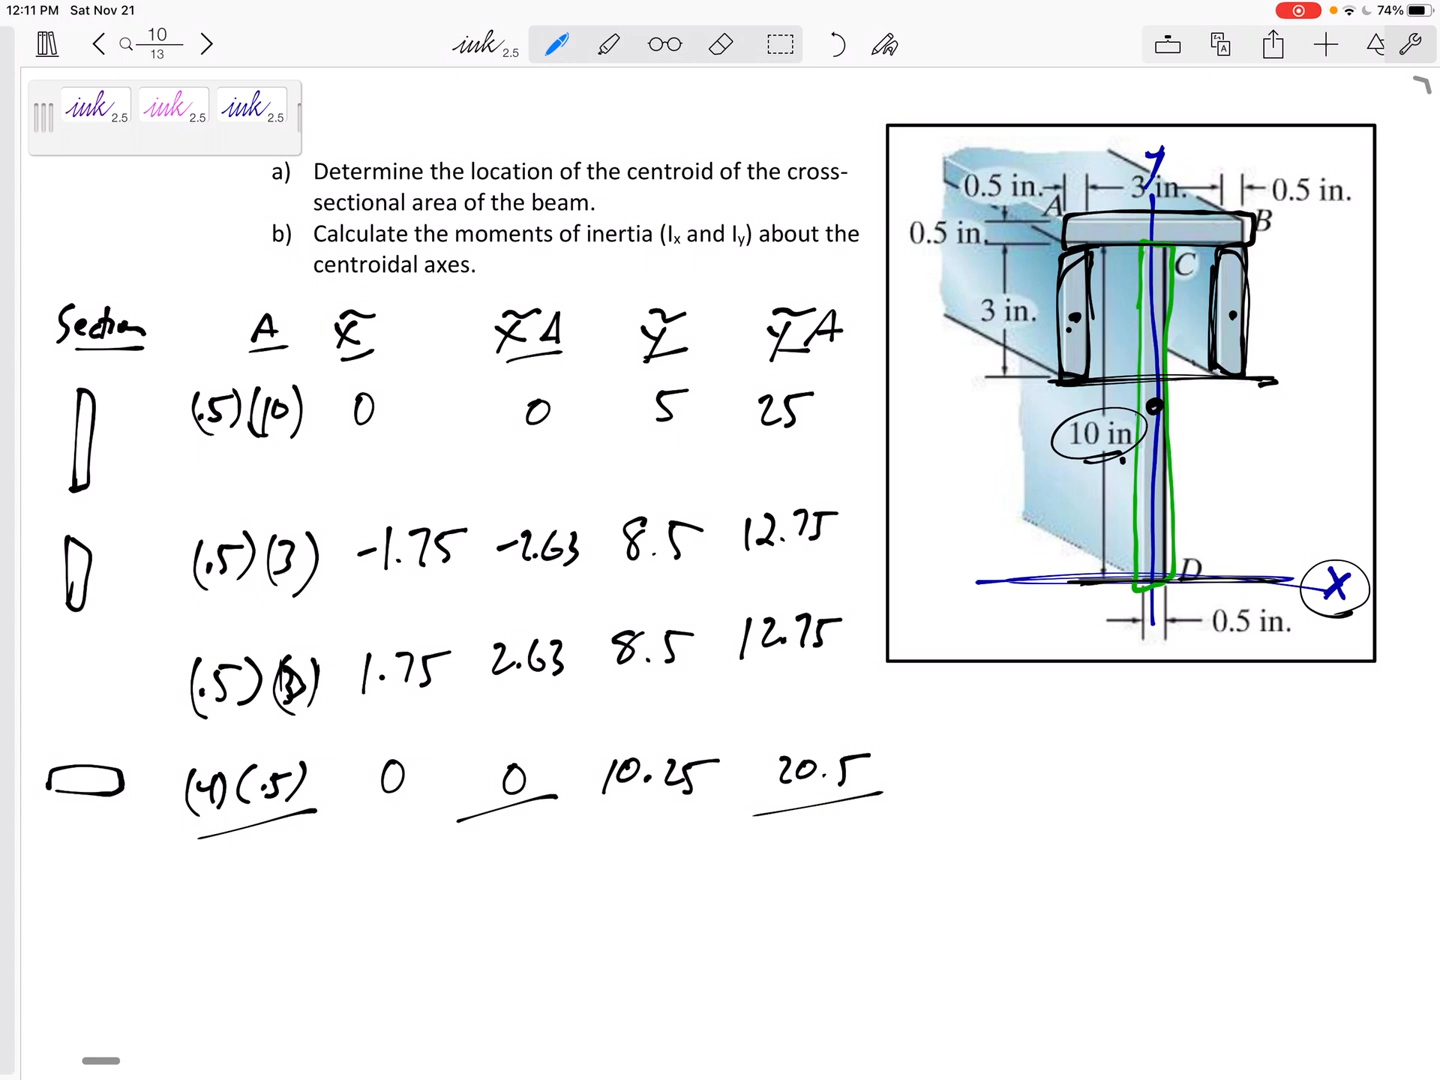 12:11 PM Sat Nov 21
74%
10
13
ink 2.5
ink 2.5 ink 2.5 ink 2.5
a) Determine the location of the centroid of the cross-
sectional area of the beam.
b) Calculate the moments of inertia (Ix and Iy) about the
centroidal axes.
Section A x̃ x̃A ỹ ỹA
(.5)(10) 0 0 5 25
(.5)(3) -1.75 -2.63 8.5 12.75
(.5)(3) 1.75 2.63 8.5 12.75
(4)(.5) 0 0 10.25 20.5
y
0.5 in. 3 in. 0.5 in.
A B
0.5 in.
C
3 in.
10 in.
D
x
0.5 in.